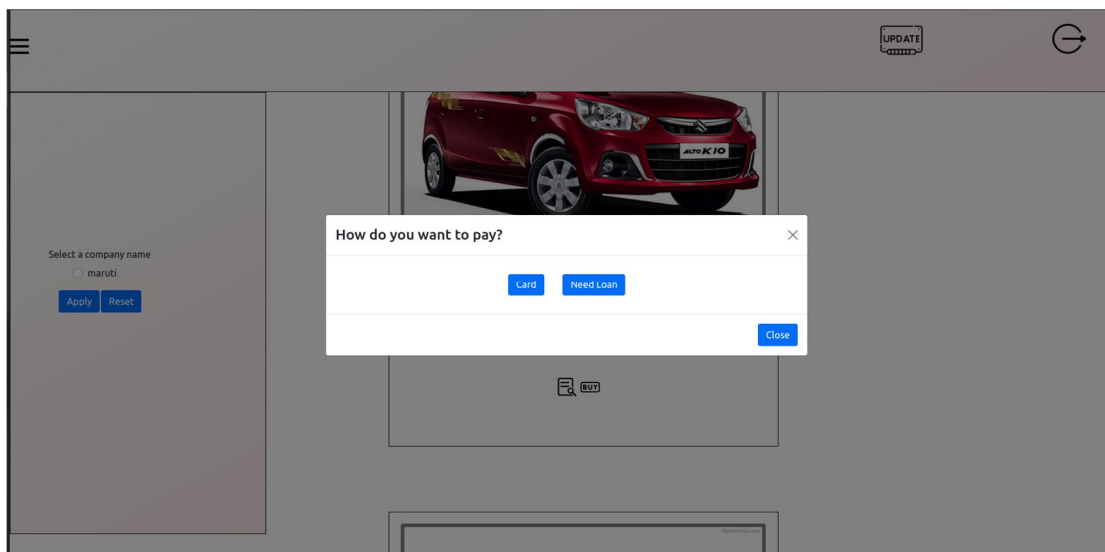 UPDATE
ALTO K10
How do you want to pay?
Select a company name
maruti
Apply Reset
Card Need Loan
Close
BUY